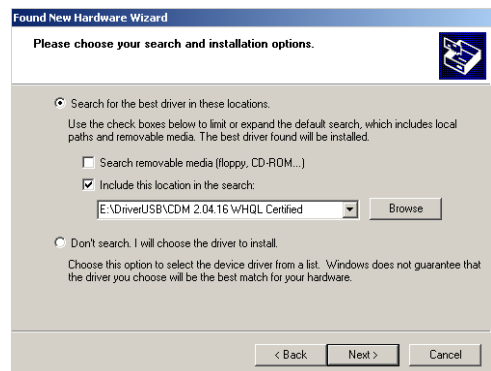 Found New Hardware Wizard
Please choose your search and installation options.
Search for the best driver in these locations.
Use the check boxes below to limit or expand the default search, which includes local
paths and removable media. The best driver found will be installed.
Search removable media (floppy, CD-ROM...)
Include this location in the search:
E:\DriverUSB\CDM 2.04.16 WHQL Certified
Browse
Don't search. I will choose the driver to install.
Choose this option to select the device driver from a list. Windows does not guarantee that
the driver you choose will be the best match for your hardware.
< Back Next > Cancel